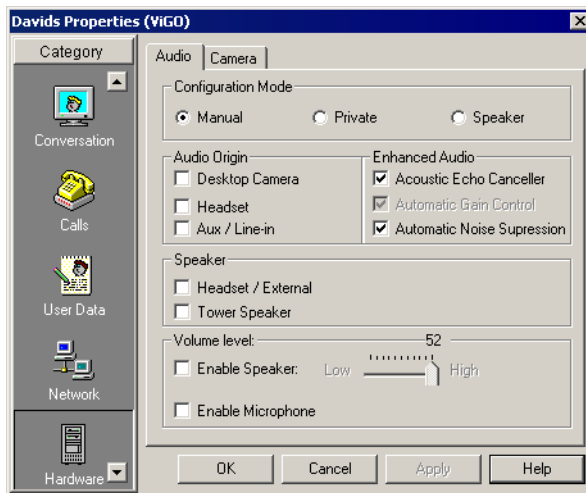 Davids Properties (ViGO)
Category
Conversation
Calls
User Data
Network
Hardware
Audio Camera
Configuration Mode
Manual Private Speaker
Audio Origin
Desktop Camera
Headset
Aux / Line-in
Enhanced Audio
Acoustic Echo Canceller
Automatic Gain Control
Automatic Noise Supression
Speaker
Headset / External
Tower Speaker
Volume level: 52
Enable Speaker: Low High
Enable Microphone
OK Cancel Apply Help